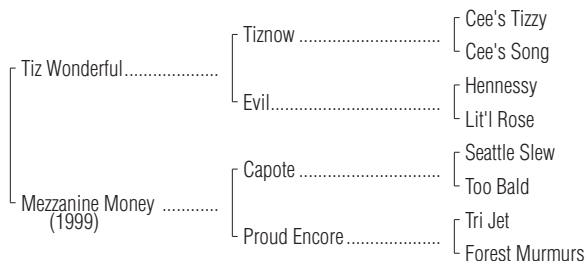 Cee's Tizzy
Tiznow ........................................
Cee's Song
Tiz Wonderful....................
Hennessy
Evil.................................................
Lit'l Rose
Seattle Slew
Capote ........................................
Too Bald
Mezzanine Money ............
(1999)
Tri Jet
Proud Encore...........................
Forest Murmurs